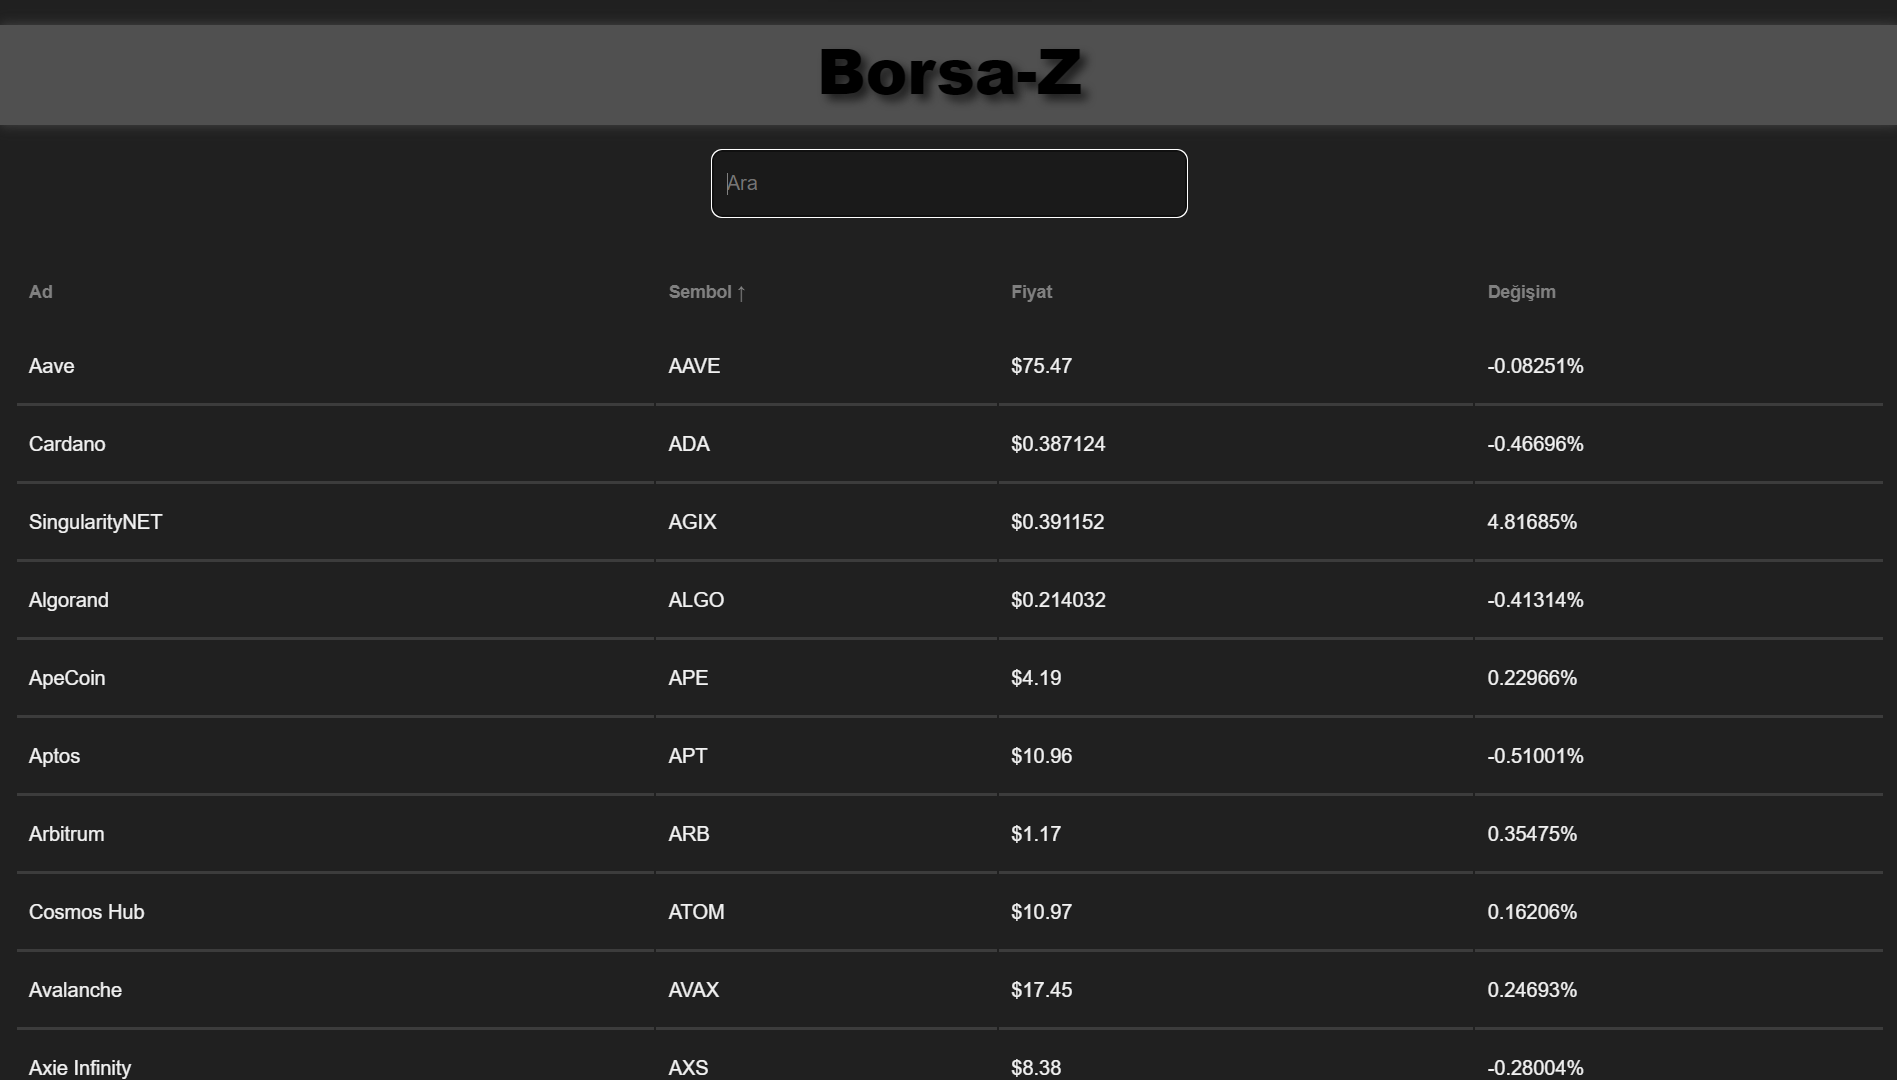 Borsa-Z
Ara
Ad Sembol ↑ Fiyat Değişim
Aave AAVE $75.47 -0.08251%
Cardano ADA $0.387124 -0.46696%
SingularityNET AGIX $0.391152 4.81685%
Algorand ALGO $0.214032 -0.41314%
ApeCoin APE $4.19 0.22966%
Aptos APT $10.96 -0.51001%
Arbitrum ARB $1.17 0.35475%
Cosmos Hub ATOM $10.97 0.16206%
Avalanche AVAX $17.45 0.24693%
Axie Infinity AXS $8.38 -0.28004%